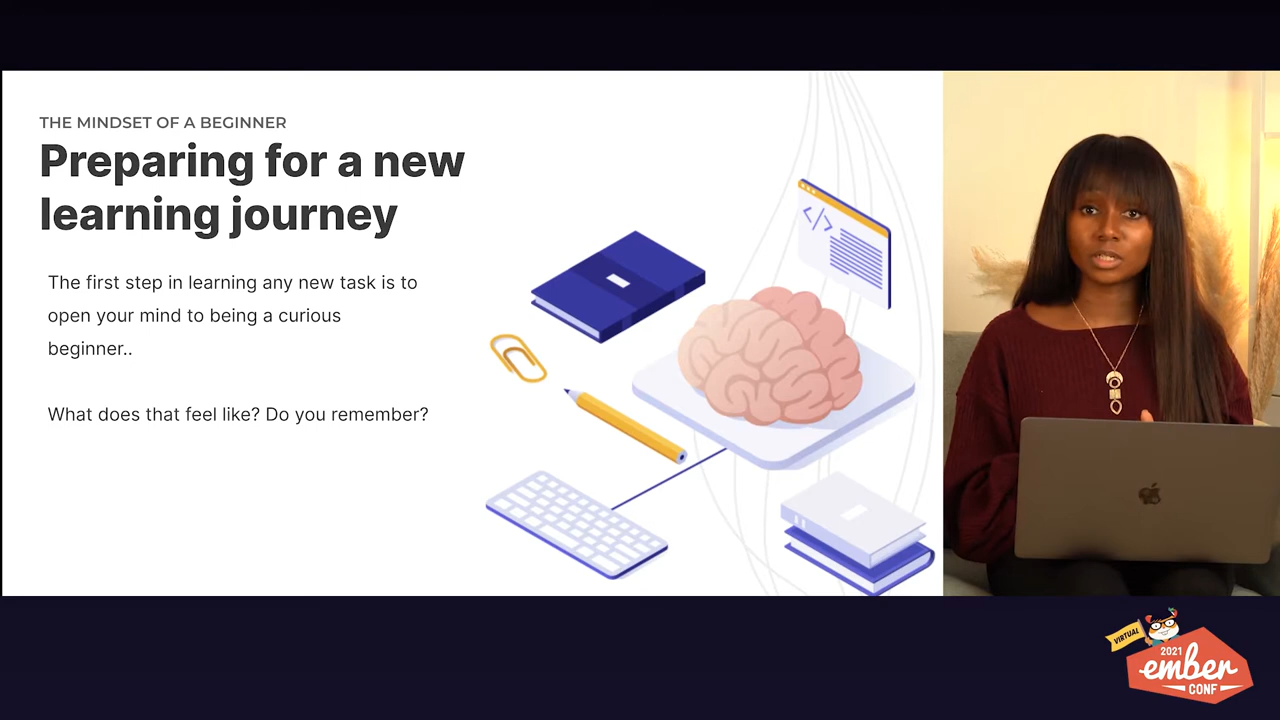 THE MINDSET OF A BEGINNER
Preparing for a new
learning journey
The first step in learning any new task is to
open your mind to being a curious
beginner..
What does that feel like? Do you remember?
</>
VIRTUAL
2021
ember
CONF